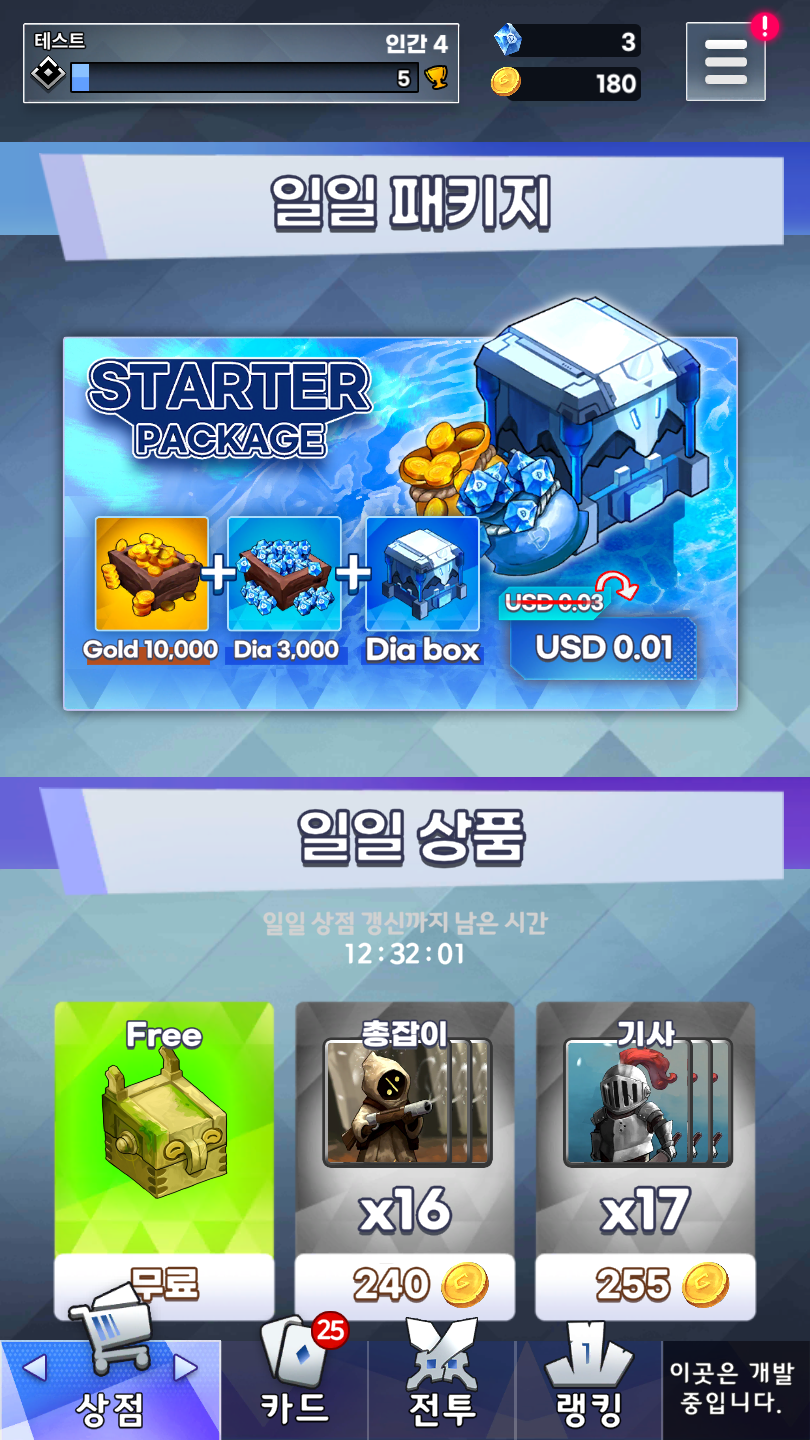 테스트
인간 4
5
3
180
!
일일 패키지
STARTER
PACKAGE
Gold 10,000
+
Dia 3,000
+
Dia box
USD 0.03
USD 0.01
일일 상품
일일 상점 갱신까지 남은 시간
12:32:01
Free
무료
총잡이
x16
240
기사
x17
255
상점
카드
25
전투
1
랭킹
이곳은 개발
중입니다.